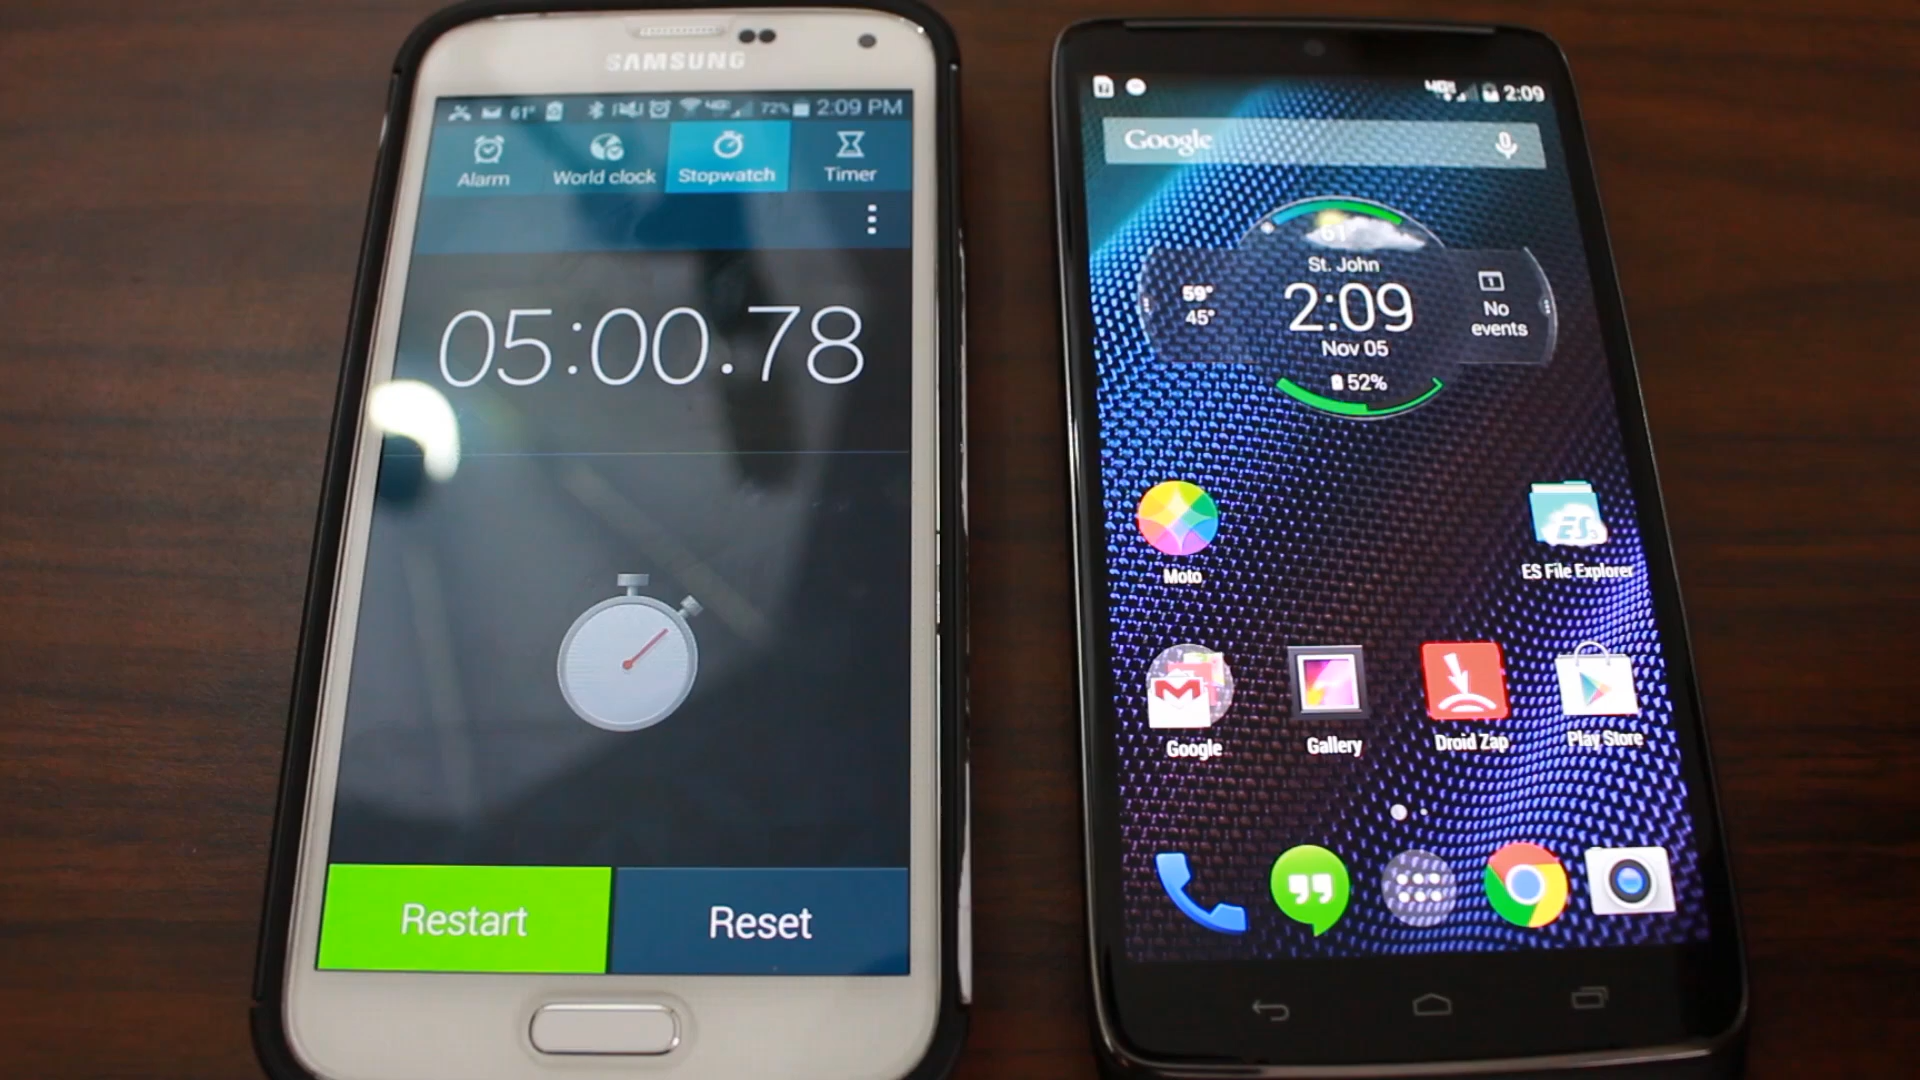 SAMSUNG
61° 4G 72% 2:09 PM
Alarm World clock Stopwatch Timer
05:00.78
Restart Reset
4G 2:09
Google
61°
St. John
59° 2:09 No
45° events
Nov 05
52%
Moto ES File Explorer
Google Gallery Droid Zap Play Store